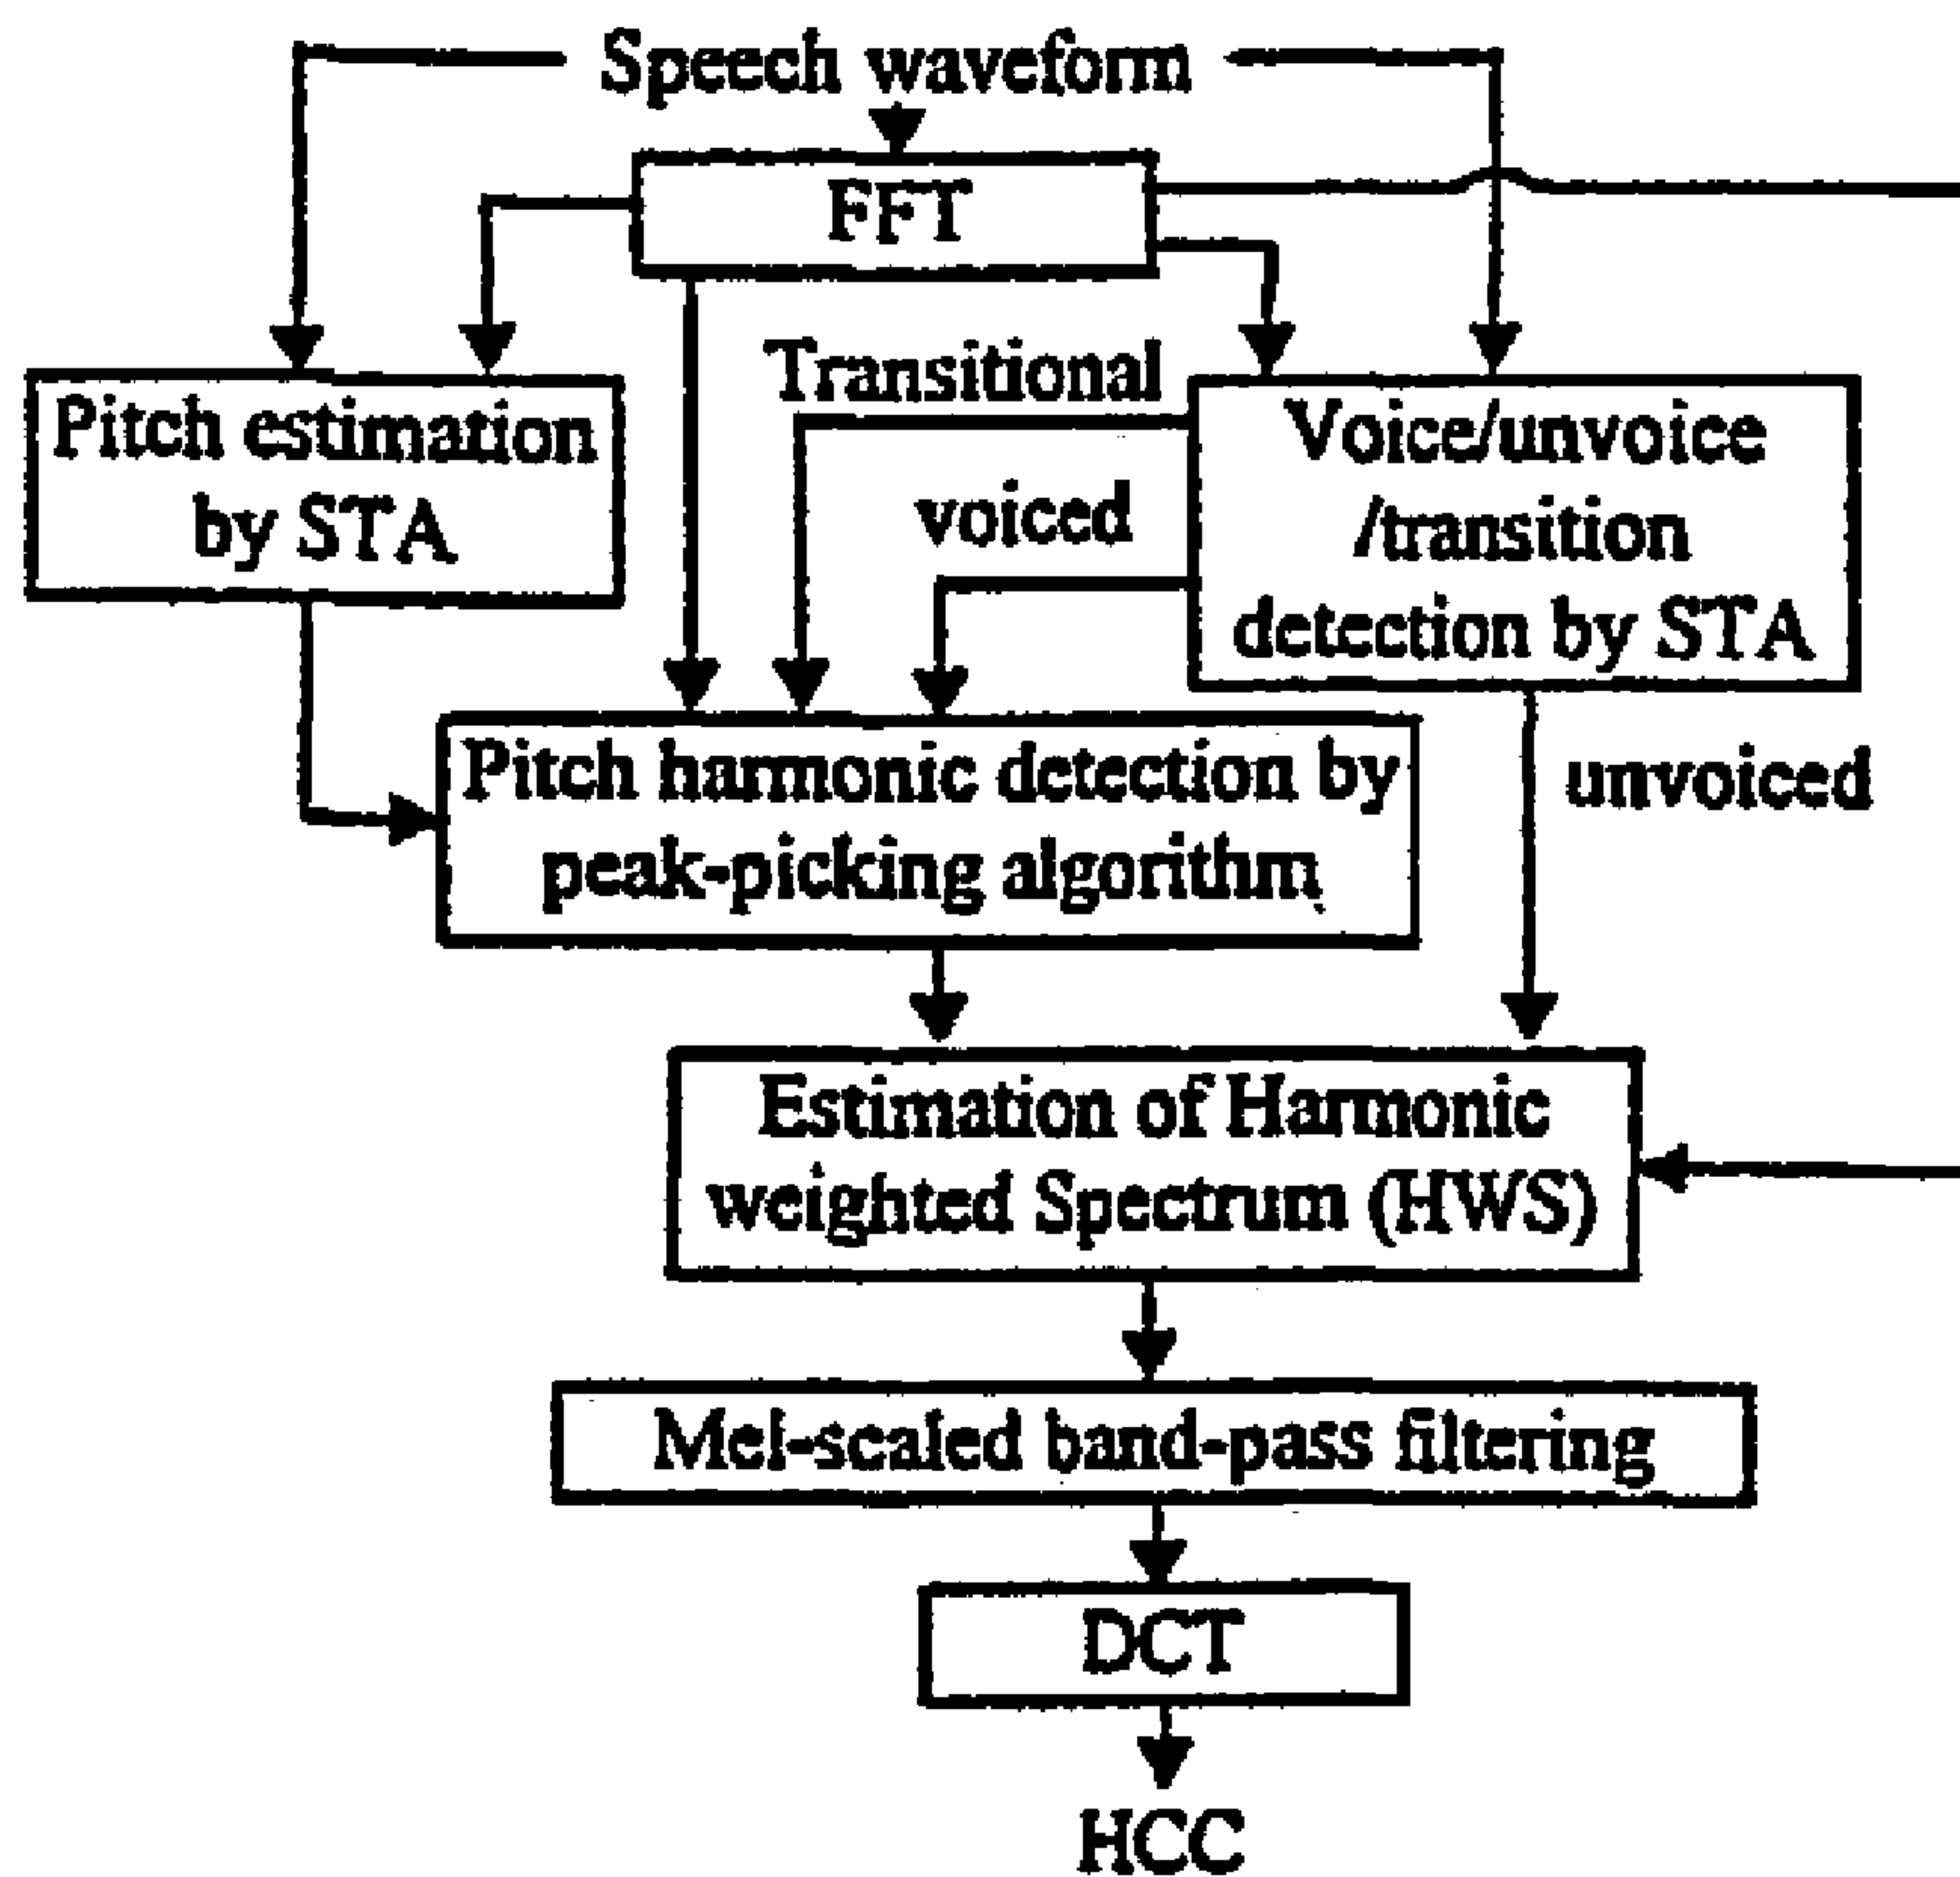 Speech waveform
FFT
Transitional
Pitch estimation
by STA
voiced
Voice/unvoice
/transition
detection by STA
Pitch harmonic detection by
peak-picking algorithm
unvoiced
Estimation of Harmonic
weighted Spectrum (HWS)
Mel-scaled band-pass filtering
DCT
HCC